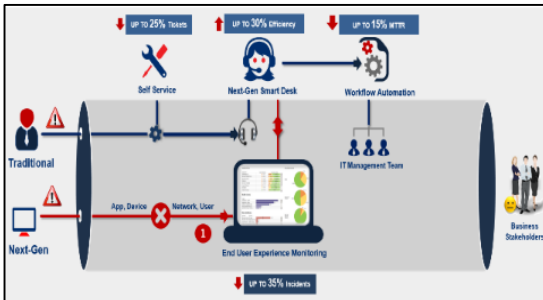 UP TO 25% Tickets
UP TO 30% Efficiency
UP TO 15% MTTR
Self Service
Next-Gen Smart Desk
Workflow Automation
Traditional
IT Management Team
App, Device
Network, User
1
Next-Gen
End User Experience Monitoring
Business
Stakeholders
UP TO 35% Incidents